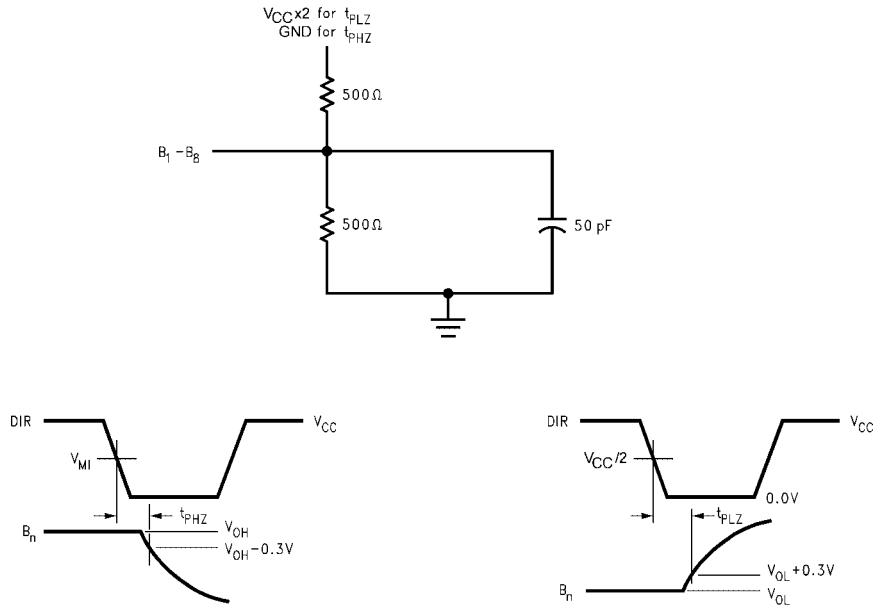 VCCx2 for tPLZ
GND for tPHZ
500Ω
B1 – B8
500Ω
50 pF
DIR
VCC
VMI
tPHZ
Bn
VOH
VOH – 0.3V
DIR
VCC
VCC/2
0.0V
tPLZ
VOL + 0.3V
Bn
VOL